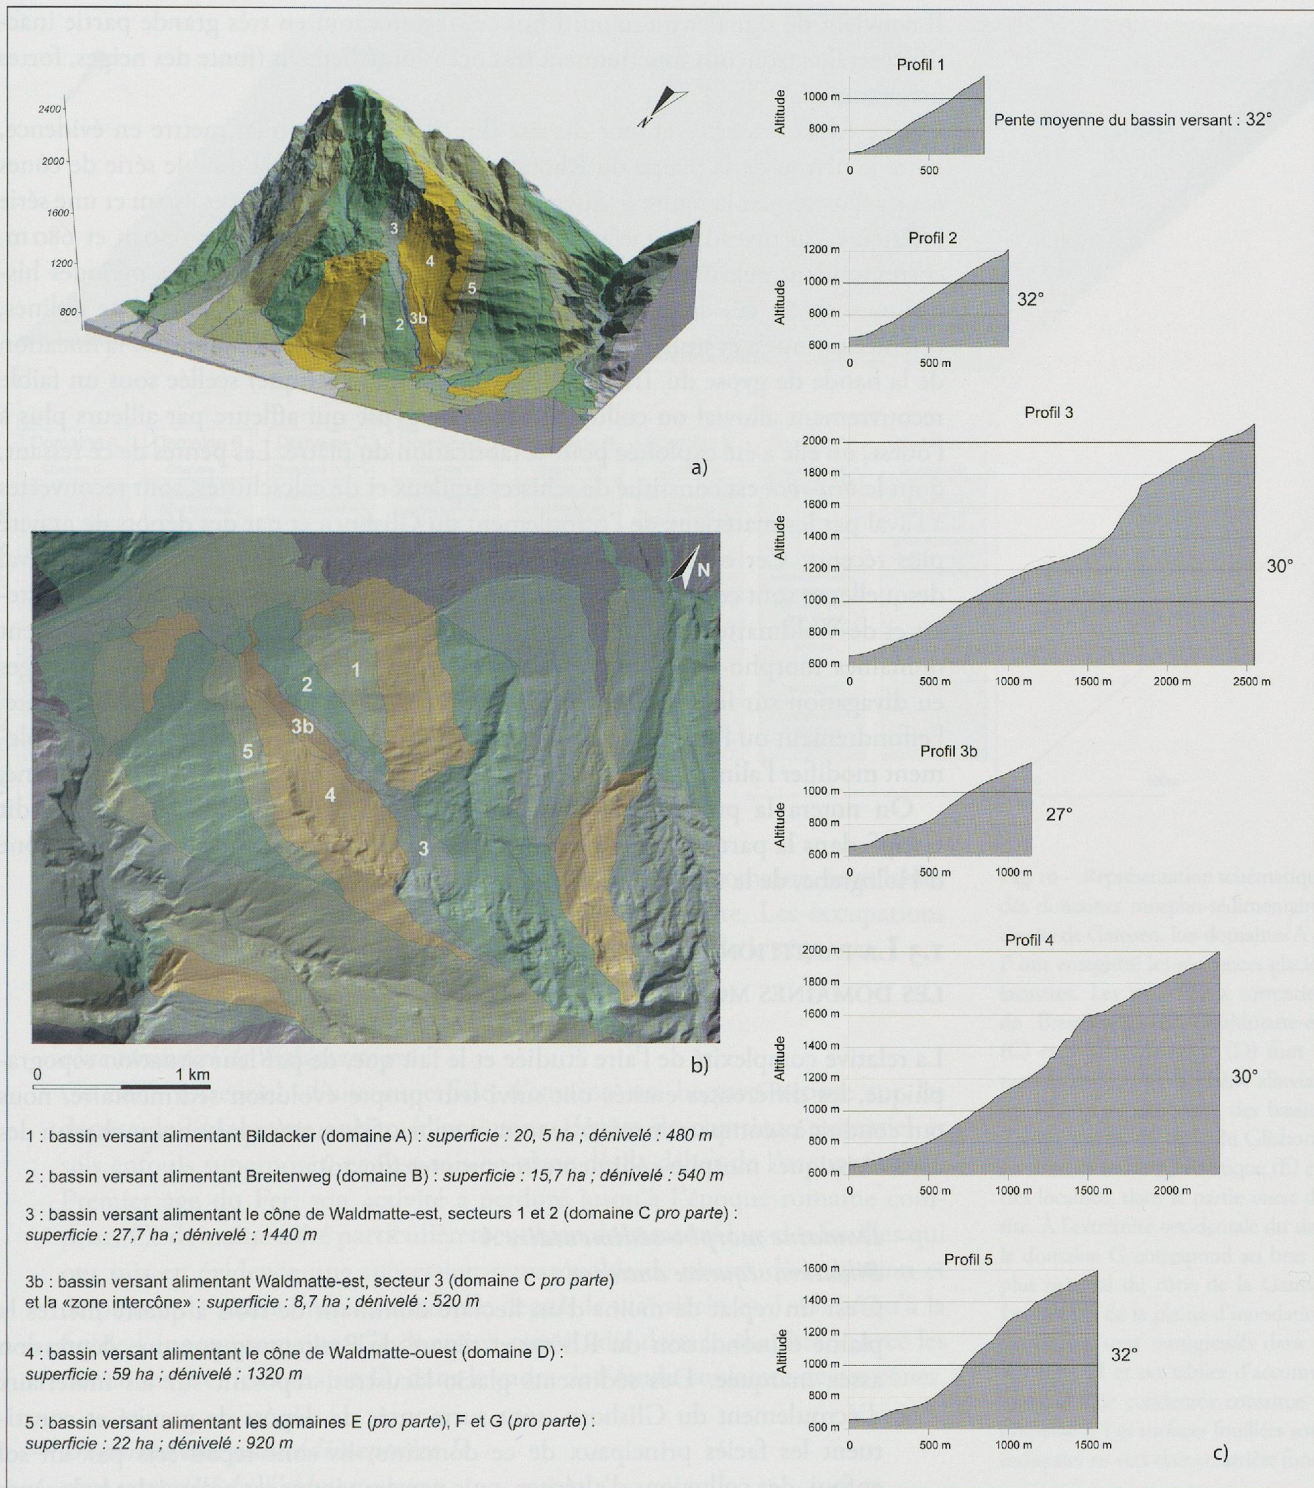 2400
2000
1600
1200
800
3
4
5
1
2
3b
a)
N
1
2
3b
5
4
3
b)
0 1 km
1 : bassin versant alimentant Bildacker (domaine A) : superficie : 20, 5 ha ; dénivelé : 480 m
2 : bassin versant alimentant Breitenweg (domaine B) : superficie : 15,7 ha ; dénivelé : 540 m
3 : bassin versant alimentant le cône de Waldmatte-est, secteurs 1 et 2 (domaine C pro parte) :
superficie : 27,7 ha ; dénivelé : 1440 m
3b : bassin versant alimentant Waldmatte-est, secteur 3 (domaine C pro parte)
et la «zone intercône» : superficie : 8,7 ha ; dénivelé : 520 m
4 : bassin versant alimentant le cône de Waldmatte-ouest (domaine D) :
superficie : 59 ha ; dénivelé : 1320 m
5 : bassin versant alimentant les domaines E (pro parte), F et G (pro parte) :
superficie : 22 ha ; dénivelé : 920 m
Profil 1
Altitude
1000 m
800 m
0 500
Pente moyenne du bassin versant : 32°
Profil 2
Altitude
1200 m
1000 m
800 m
600 m
0 500 m
32°
Profil 3
Altitude
2000 m
1800 m
1600 m
1400 m
1200 m
1000 m
800 m
600 m
0 500 m 1000 m 1500 m 2000 m 2500 m
30°
Profil 3b
Altitude
1000 m
800 m
600 m
0 500 m 1000 m
27°
Profil 4
Altitude
2000 m
1800 m
1600 m
1400 m
1200 m
1000 m
800 m
600 m
0 500 m 1000 m 1500 m 2000 m
30°
Profil 5
Altitude
1600 m
1400 m
1200 m
1000 m
800 m
600 m
0 500 m 1000 m 1500 m
32°
c)